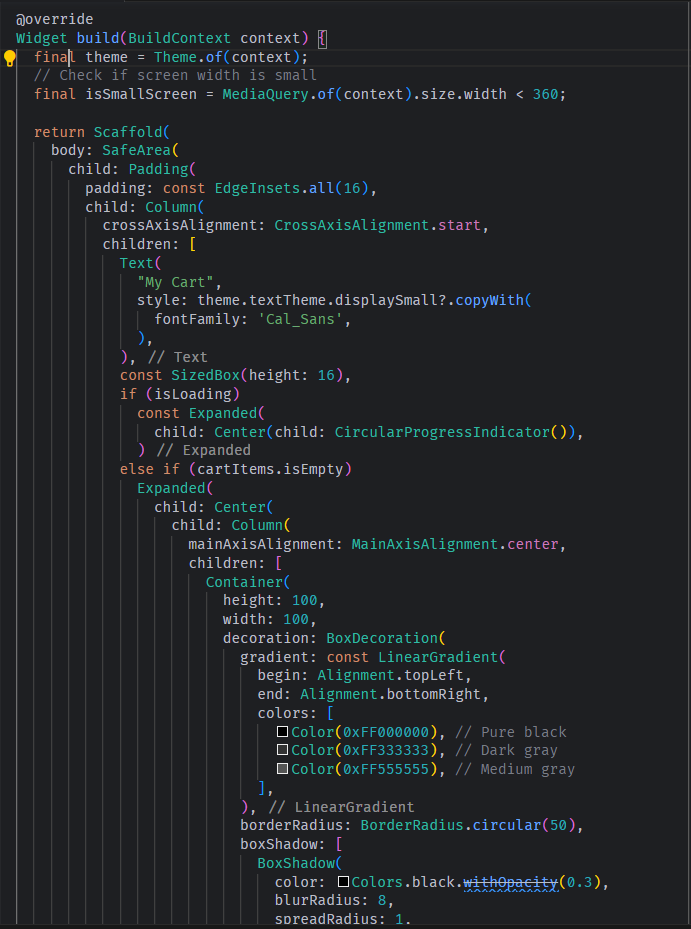 @override
Widget build(BuildContext context) {
final theme = Theme.of(context);
// Check if screen width is small
final isSmallScreen = MediaQuery.of(context).size.width < 360;
return Scaffold(
body: SafeArea(
child: Padding(
padding: const EdgeInsets.all(16),
child: Column(
crossAxisAlignment: CrossAxisAlignment.start,
children: [
Text(
"My Cart",
style: theme.textTheme.displaySmall?.copyWith(
fontFamily: 'Cal_Sans',
),
), // Text
const SizedBox(height: 16),
if (isLoading)
const Expanded(
child: Center(child: CircularProgressIndicator()),
) // Expanded
else if (cartItems.isEmpty)
Expanded(
child: Center(
child: Column(
mainAxisAlignment: MainAxisAlignment.center,
children: [
Container(
height: 100,
width: 100,
decoration: BoxDecoration(
gradient: const LinearGradient(
begin: Alignment.topLeft,
end: Alignment.bottomRight,
colors: [
Color(0xFF000000), // Pure black
Color(0xFF333333), // Dark gray
Color(0xFF555555), // Medium gray
],
), // LinearGradient
borderRadius: BorderRadius.circular(50),
boxShadow: [
BoxShadow(
color: Colors.black.withOpacity(0.3),
blurRadius: 8,
spreadRadius: 1,